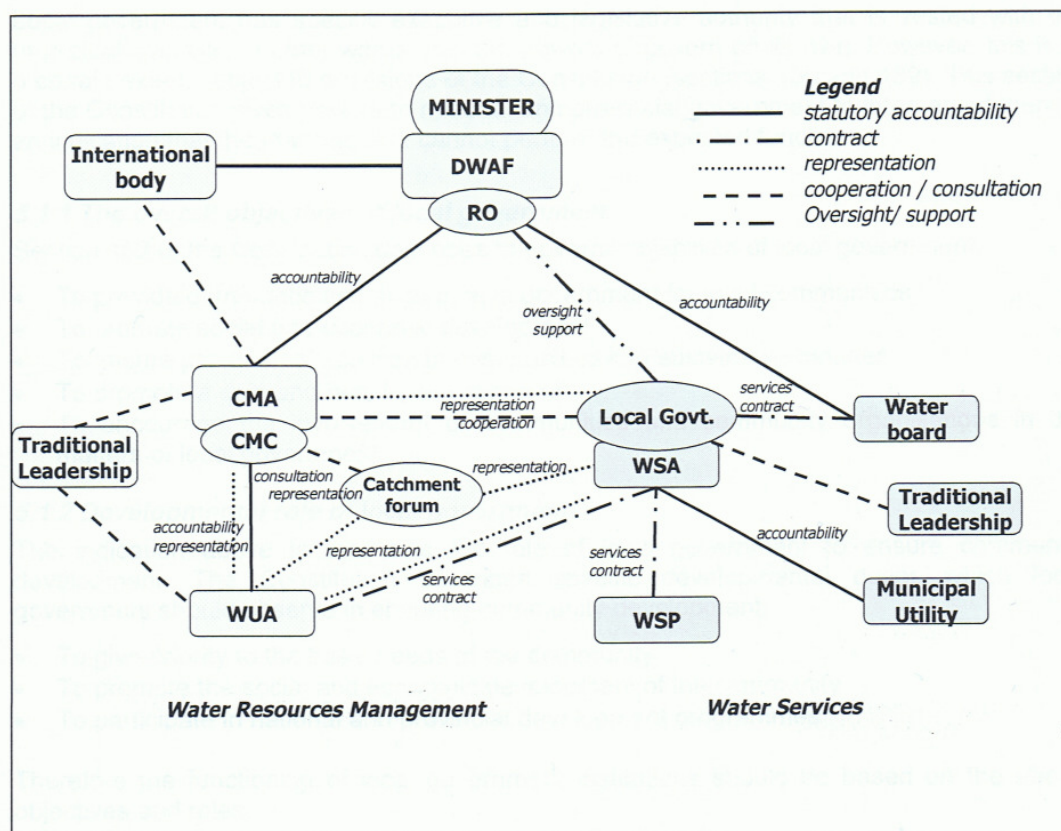 Legend
statutory accountability
contract
representation
cooperation / consultation
Oversight/ support
MINISTER
DWAF
RO
International
body
accountability
oversight
support
accountability
CMA
CMC
representation
cooperation
Local Govt.
WSA
services
contract
Water
board
Traditional
Leadership
consultation
representation
Catchment
forum
representation
Traditional
Leadership
accountability
representation
representation
services
contract
services
contract
accountability
WUA
WSP
Municipal
Utility
Water Resources Management
Water Services